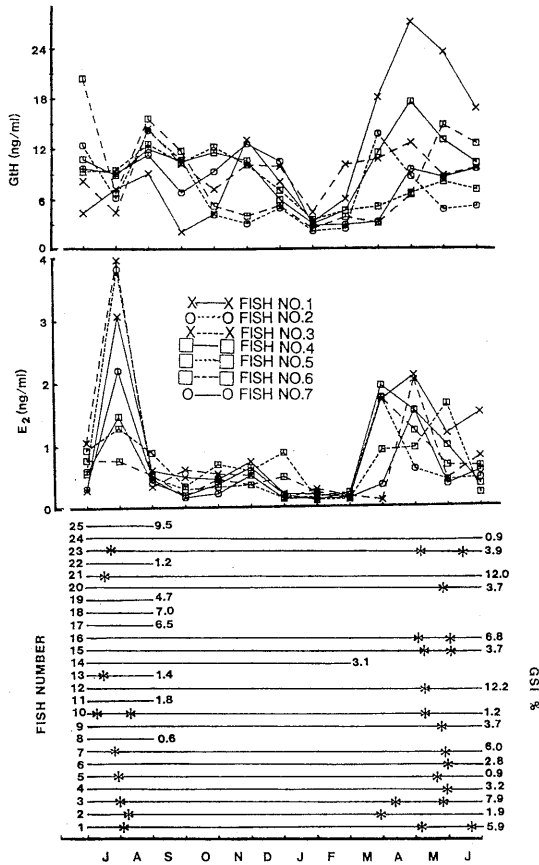 24
18
12
6
0
GtH (ng/ml)
4
3
2
1
0
E2 (ng/ml)
X——X FISH NO.1
O-----O FISH NO.2
X-----X FISH NO.3
□——□ FISH NO.4
□-----□ FISH NO.5
□– – –□ FISH NO.6
O——O FISH NO.7
25 9.5
24 0.9
23 3.9
22 1.2
21 12.0
20 3.7
19 4.7
18 7.0
17 6.5
16 6.8
15 3.7
14 3.1
13 1.4
12 12.2
11 1.8
10 1.2
9 3.7
8 0.6
7 6.0
6 2.8
5 0.9
4 3.2
3 7.9
2 1.9
1 5.9
FISH NUMBER
GSI %
J A S O N D J F M A M J